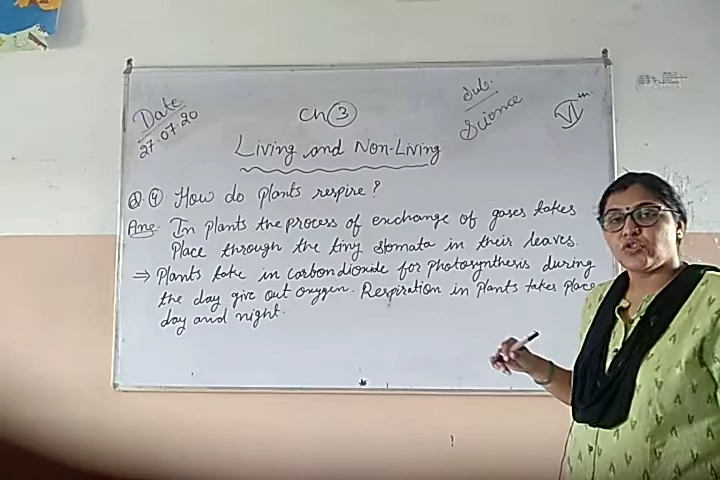 Date
27.07.20
Ch 3
Sub.
Science
VI th
Living and Non-Living
Q.4 How do plants respire?
Ans. In plants the process of exchange of gases takes
Place through the tiny stomata in their leaves.
→ Plants take in carbondioxide for photosynthesis during
the day give out oxygen. Respiration in plants takes place
day and night.